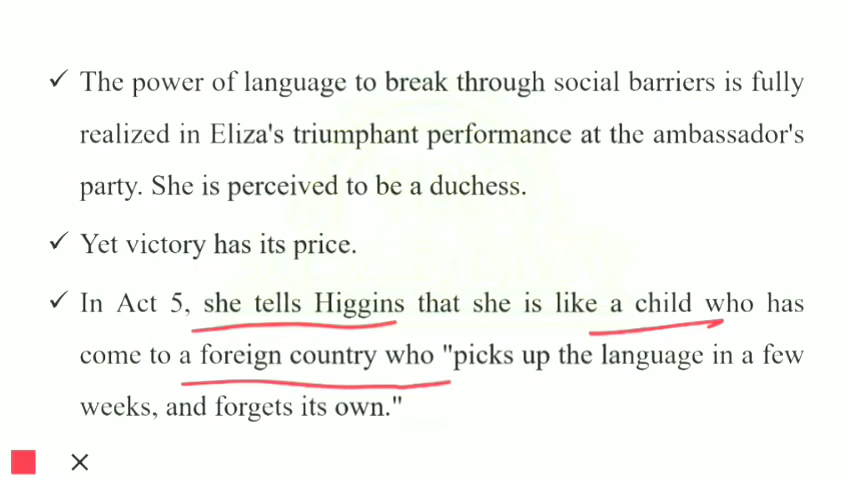 ✓ The power of language to break through social barriers is fully
realized in Eliza's triumphant performance at the ambassador's
party. She is perceived to be a duchess.
✓ Yet victory has its price.
✓ In Act 5, she tells Higgins that she is like a child who has
come to a foreign country who "picks up the language in a few
weeks, and forgets its own."